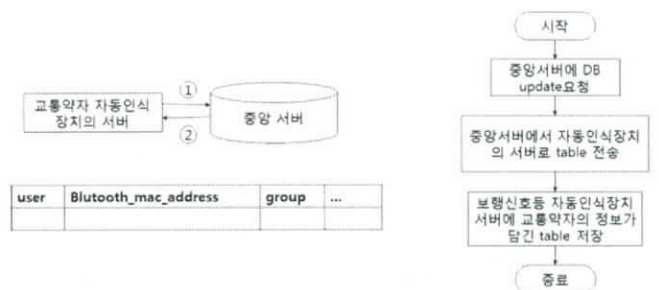 교통약자 자동인식
장치의 서버
①
②
중앙 서버
user Blutooth_mac_address group ...
시작
중앙서버에 DB
update요청
중앙서버에서 자동인식장치
의 서버로 table 전송
보행신호등 자동인식장치
서버에 교통약자의 정보가
담긴 table 저장
종료